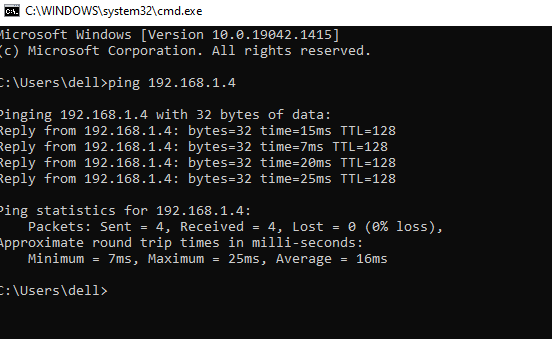 C:\WINDOWS\system32\cmd.exe
Microsoft Windows [Version 10.0.19042.1415]
(c) Microsoft Corporation. All rights reserved.
C:\Users\dell>ping 192.168.1.4
Pinging 192.168.1.4 with 32 bytes of data:
Reply from 192.168.1.4: bytes=32 time=15ms TTL=128
Reply from 192.168.1.4: bytes=32 time=7ms TTL=128
Reply from 192.168.1.4: bytes=32 time=20ms TTL=128
Reply from 192.168.1.4: bytes=32 time=25ms TTL=128
Ping statistics for 192.168.1.4:
    Packets: Sent = 4, Received = 4, Lost = 0 (0% loss),
Approximate round trip times in milli-seconds:
    Minimum = 7ms, Maximum = 25ms, Average = 16ms
C:\Users\dell>